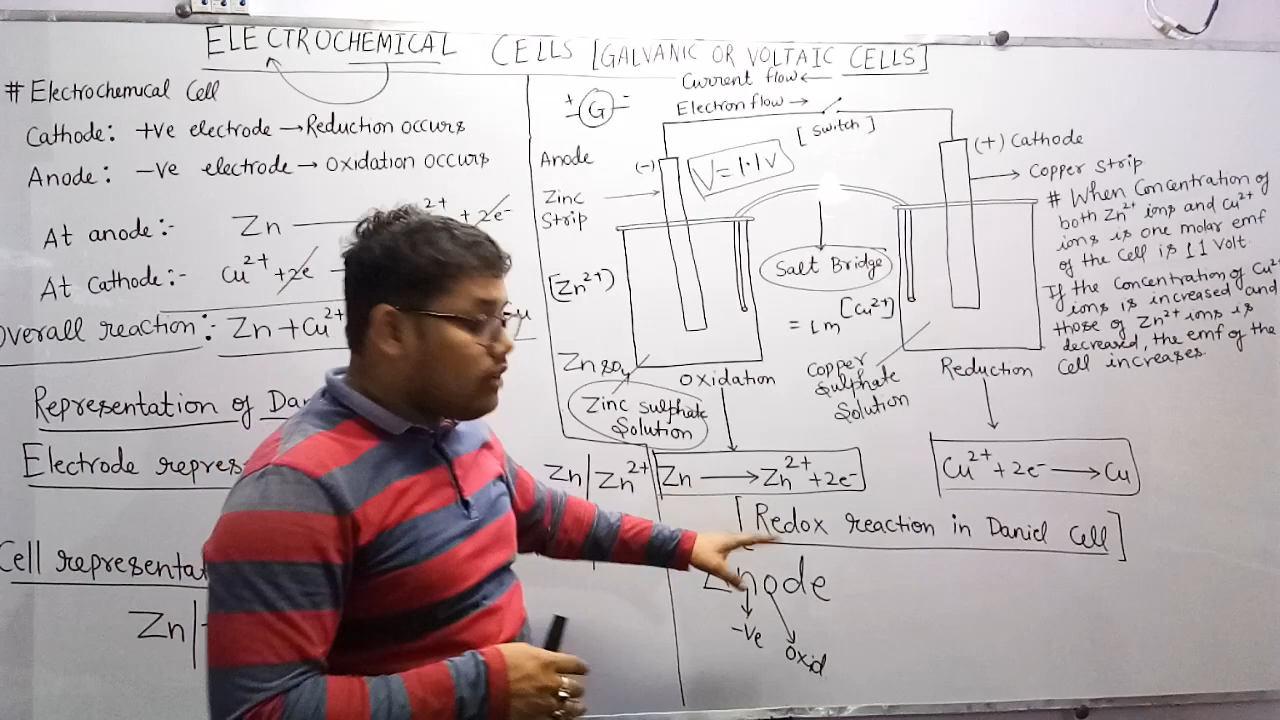 ELECTROCHEMICAL CELLS [GALVANIC OR VOLTAIC CELLS]
# Electrochemical Cell
Cathode: +ve electrode → Reduction occurs
Anode: -ve electrode → Oxidation occurs
At anode:- Zn 2+ + 2e-
At cathode:- Cu2+ + 2e
Overall reaction:- Zn + Cu2+
Representation of
Electrode
Cell
Zn|
Current flow ←
+ G -
Electron flow →
[Switch]
Anode
(-)
V = 1.1v
(+) Cathode
Zinc
Strip
Copper strip
[Zn2+)
Salt Bridge
[Cu2+]
= 1m
Znso4
Zinc sulphate
Solution
Oxidation
Copper
Sulphate
Solution
Reduction
# When Concentration of
both Zn2+ ions and Cu2+
ions is one molar emf
of the cell is 1.1 Volt.
If the concentration of Cu2+
ions is increased and
those of Zn2+ ions is
decreased, the emf of the
Cell increases.
Zn|Zn2+
Zn → Zn2+ + 2e-
Cu2+ + 2e- → Cu
[Redox reaction in Daniel Cell]
Anode
-ve
Oxid